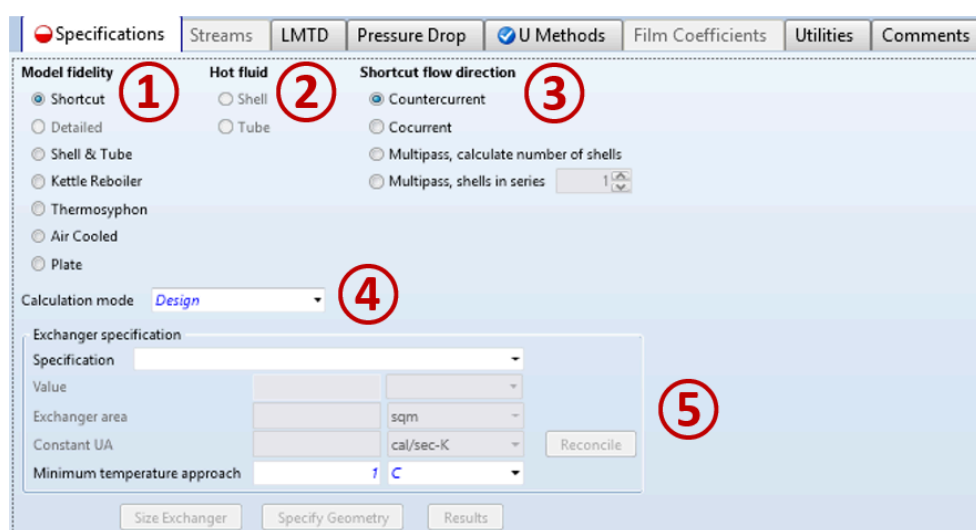 Specifications Streams LMTD Pressure Drop U Methods Film Coefficients Utilities Comments
Model fidelity Hot fluid Shortcut flow direction
Shortcut 1 Shell 2 Countercurrent 3
Detailed Tube Cocurrent
Shell & Tube Multipass, calculate number of shells
Kettle Reboiler Multipass, shells in series 1
Thermosyphon
Air Cooled
Plate
Calculation mode Design 4
Exchanger specification
Specification
Value
Exchanger area sqm 5
Constant UA cal/sec-K Reconcile
Minimum temperature approach 1 C
Size Exchanger Specify Geometry Results